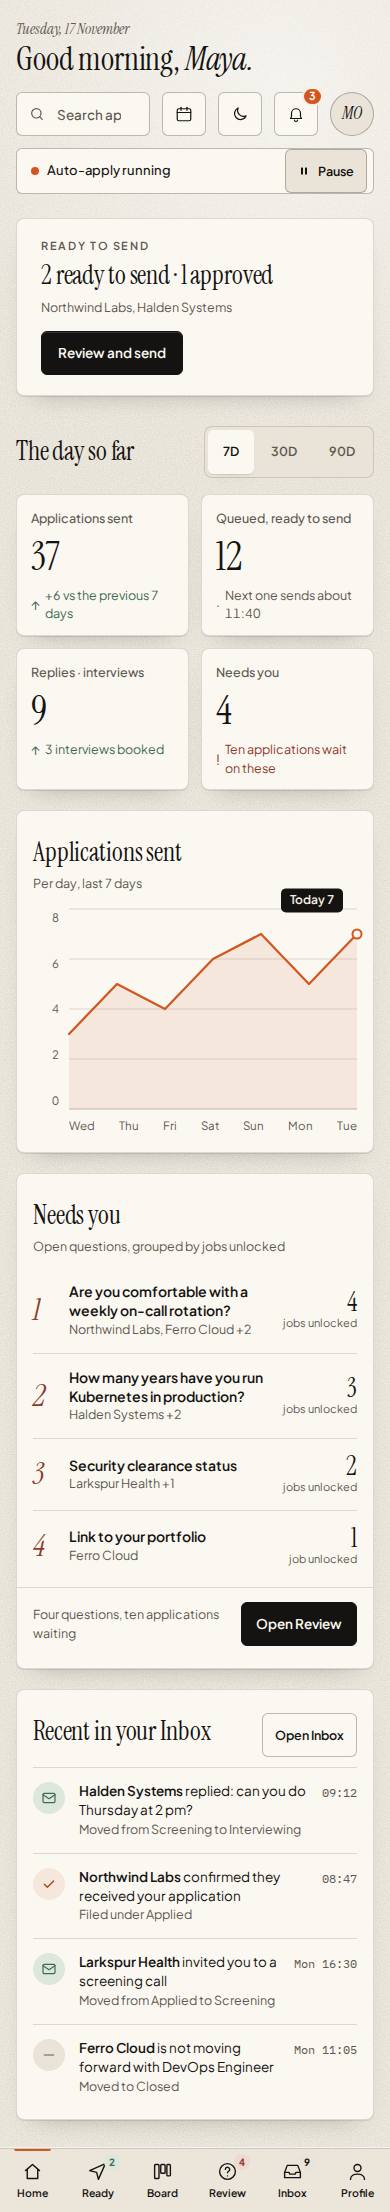 Tuesday, 17 November
Good morning, Maya.
Search ap
3
MO
Auto-apply running
Pause
READY TO SEND
2 ready to send · 1 approved
Northwind Labs, Halden Systems
Review and send
The day so far
7D 30D 90D
Applications sent
37
↑ +6 vs the previous 7
days
Queued, ready to send
12
· Next one sends about
11:40
Replies · interviews
9
↑ 3 interviews booked
Needs you
4
! Ten applications wait
on these
Applications sent
Per day, last 7 days
Today 7
8
6
4
2
0
Wed Thu Fri Sat Sun Mon Tue
Needs you
Open questions, grouped by jobs unlocked
1
Are you comfortable with a
weekly on-call rotation?
Northwind Labs, Ferro Cloud +2
4
jobs unlocked
2
How many years have you run
Kubernetes in production?
Halden Systems +2
3
jobs unlocked
3
Security clearance status
Larkspur Health +1
2
jobs unlocked
4
Link to your portfolio
Ferro Cloud
1
job unlocked
Four questions, ten applications
waiting
Open Review
Recent in your Inbox
Open Inbox
Halden Systems replied: can you do
Thursday at 2 pm?
Moved from Screening to Interviewing
09:12
Northwind Labs confirmed they
received your application
Filed under Applied
08:47
Larkspur Health invited you to a
screening call
Moved from Applied to Screening
Mon 16:30
Ferro Cloud is not moving
forward with DevOps Engineer
Moved to Closed
Mon 11:05
2
4
9
Home Ready Board Review Inbox Profile